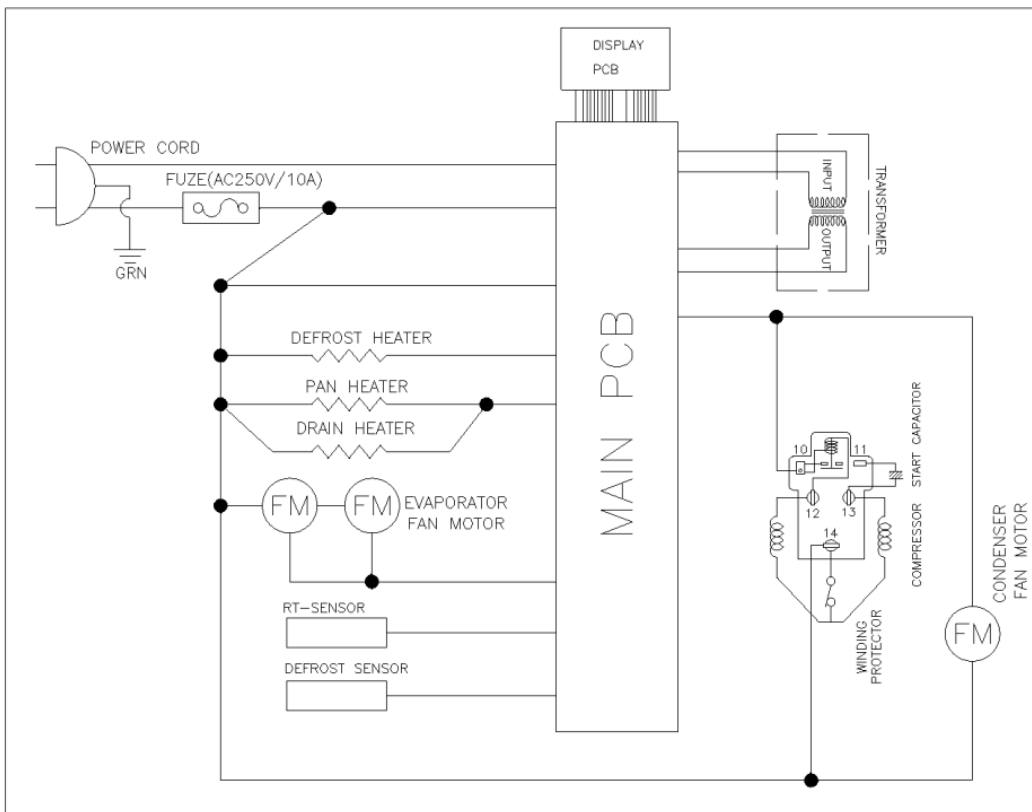 DISPLAY
PCB
POWER CORD
FUZE(AC250V/10A)
GRN
INPUT
OUTPUT
TRANSFORMER
DEFROST HEATER
PAN HEATER
DRAIN HEATER
MAIN PCB
FM
FM
EVAPORATOR
FAN MOTOR
RT-SENSOR
DEFROST SENSOR
10
11
12
13
14
START CAPACITOR
COMPRESSOR
WINDING
PROTECTOR
CONDENSER
FAN MOTOR
FM